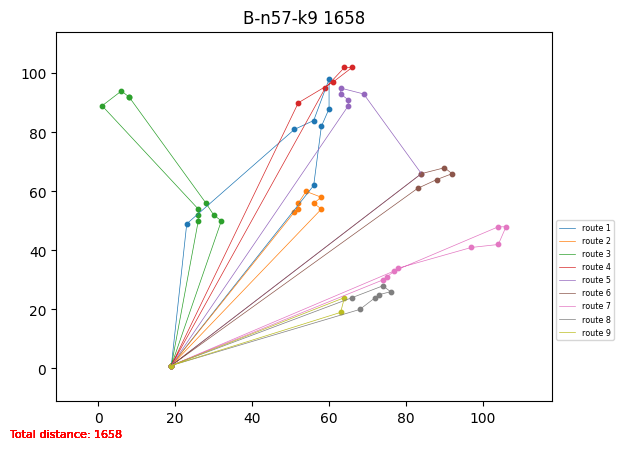 B-n57-k9 1658
100
80
60
40
20
0
0 20 40 60 80 100
route 1
route 2
route 3
route 4
route 5
route 6
route 7
route 8
route 9
Total distance: 1658